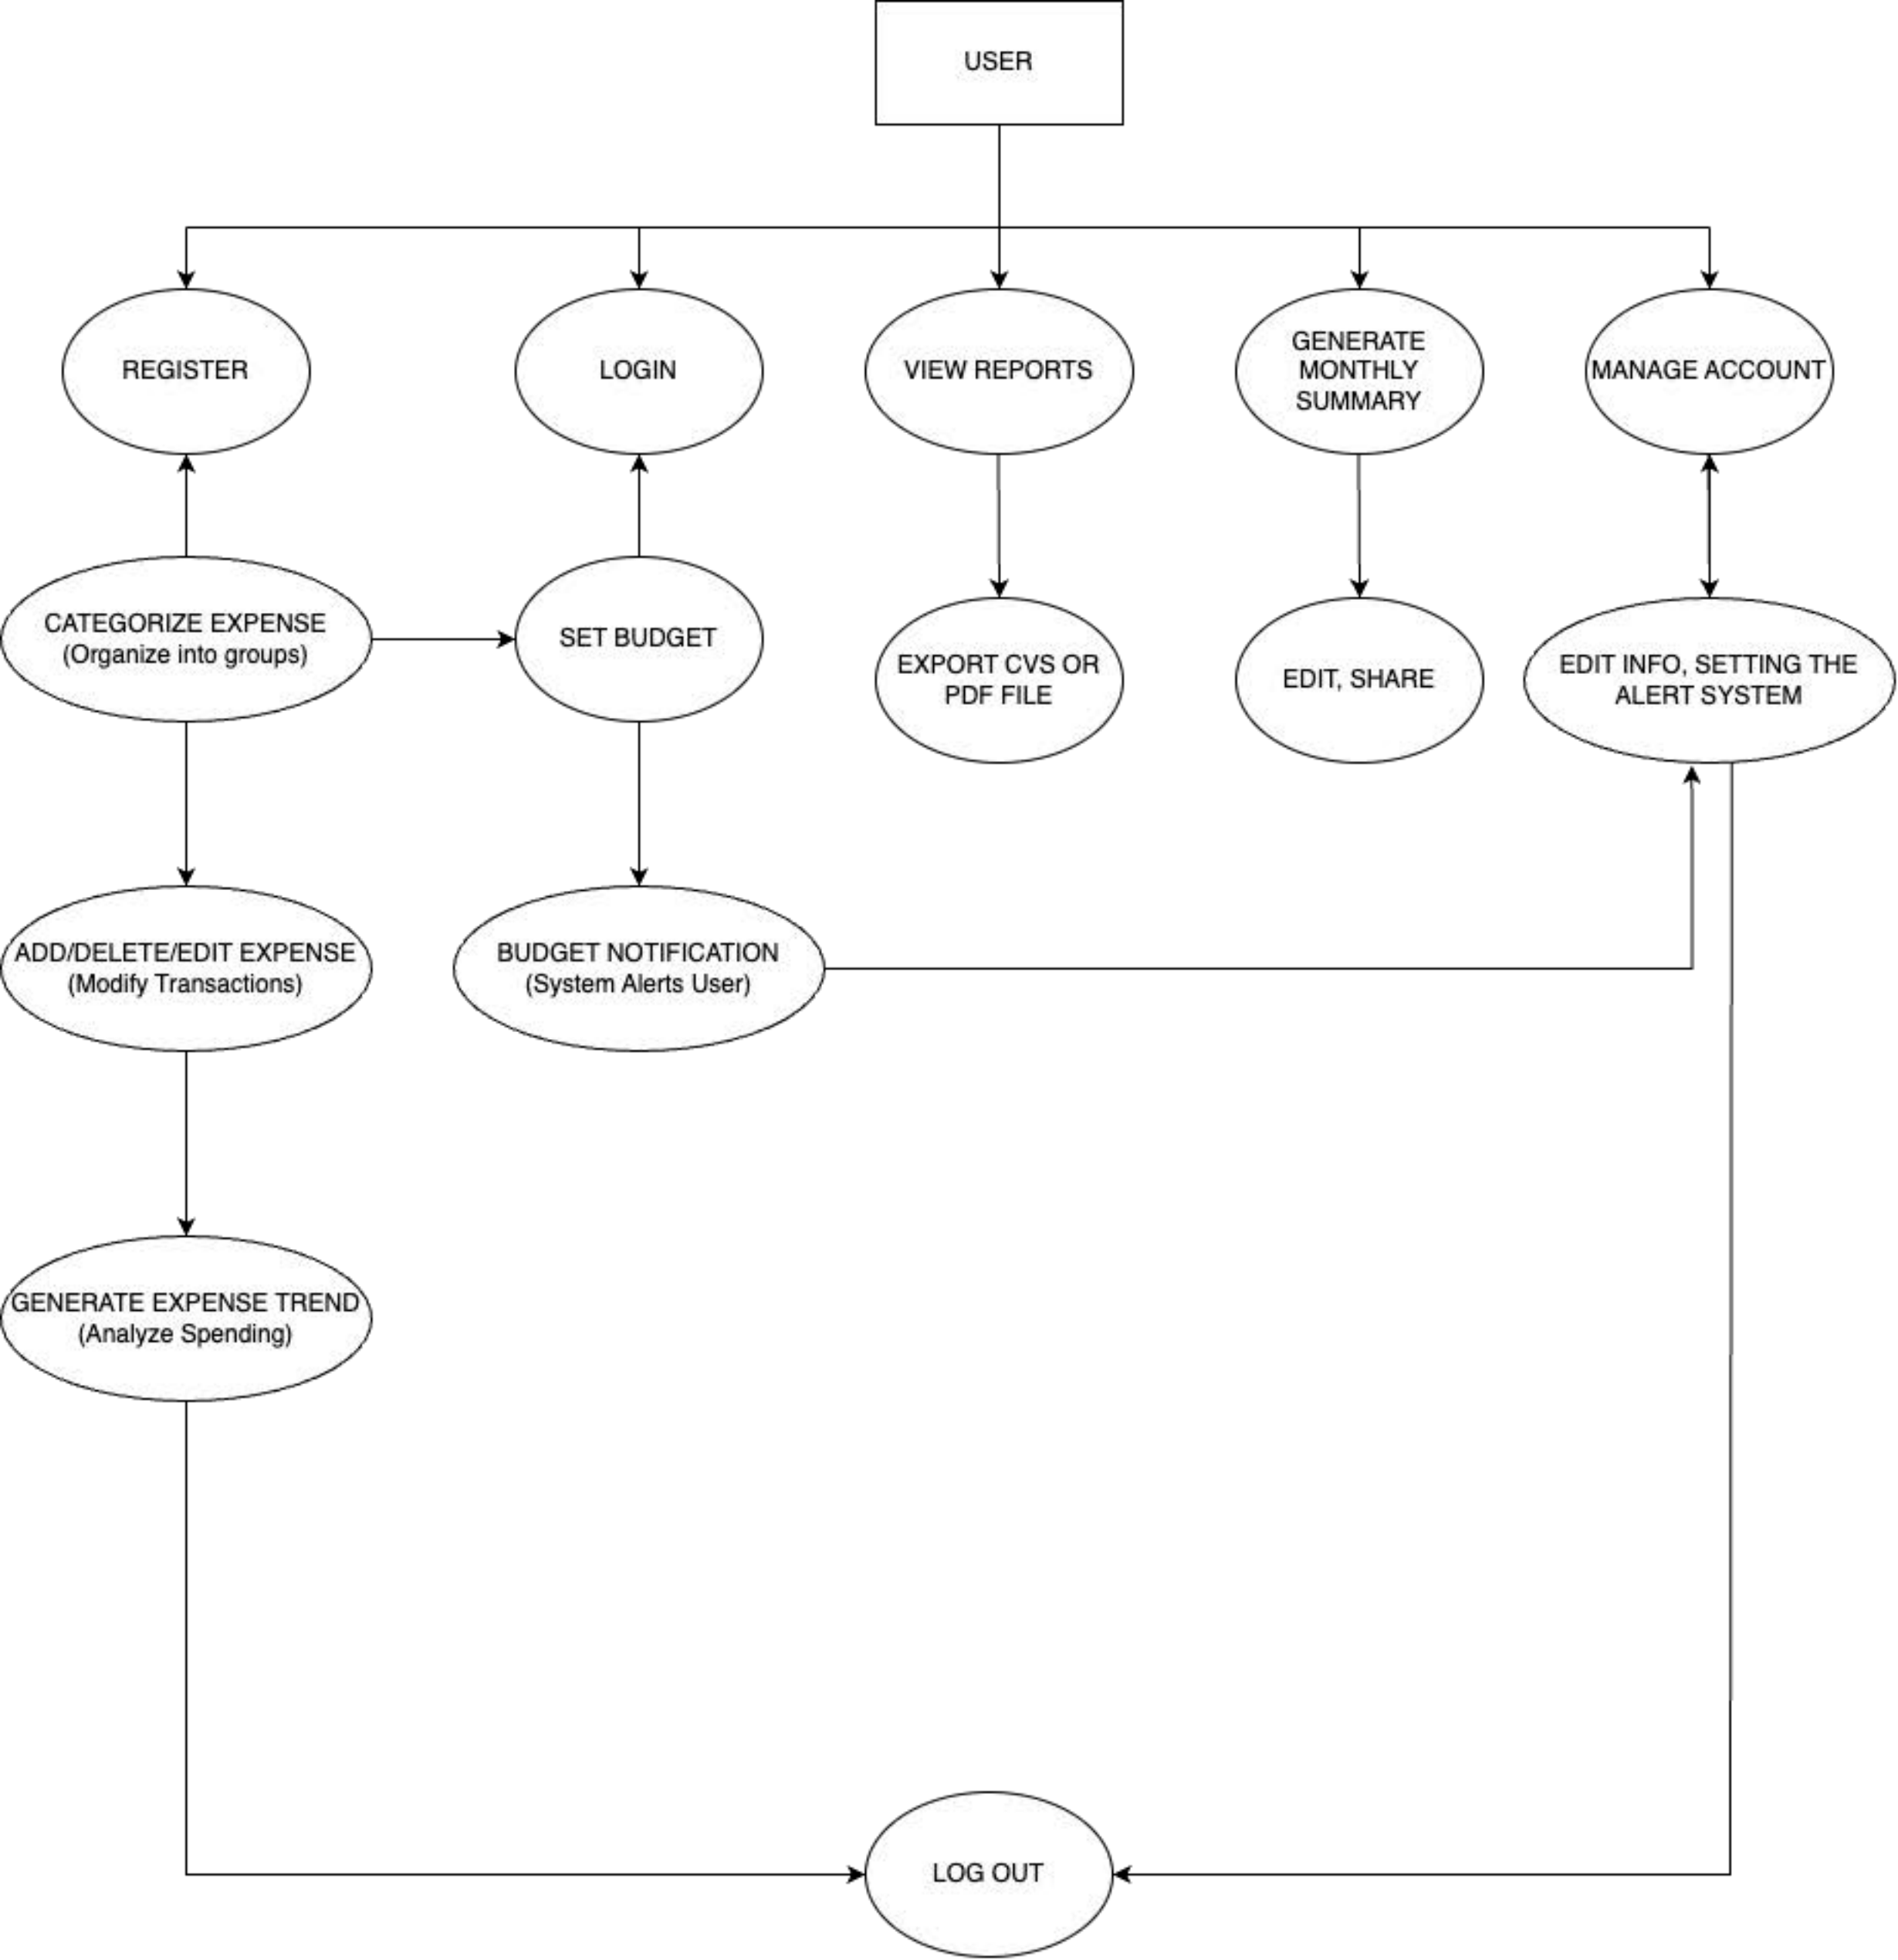 USER
REGISTER
LOGIN
VIEW REPORTS
GENERATE
MONTHLY
SUMMARY
MANAGE ACCOUNT
CATEGORIZE EXPENSE
(Organize into groups)
SET BUDGET
EXPORT CVS OR
PDF FILE
EDIT, SHARE
EDIT INFO, SETTING THE
ALERT SYSTEM
ADD/DELETE/EDIT EXPENSE
(Modify Transactions)
BUDGET NOTIFICATION
(System Alerts User)
GENERATE EXPENSE TREND
(Analyze Spending)
LOG OUT